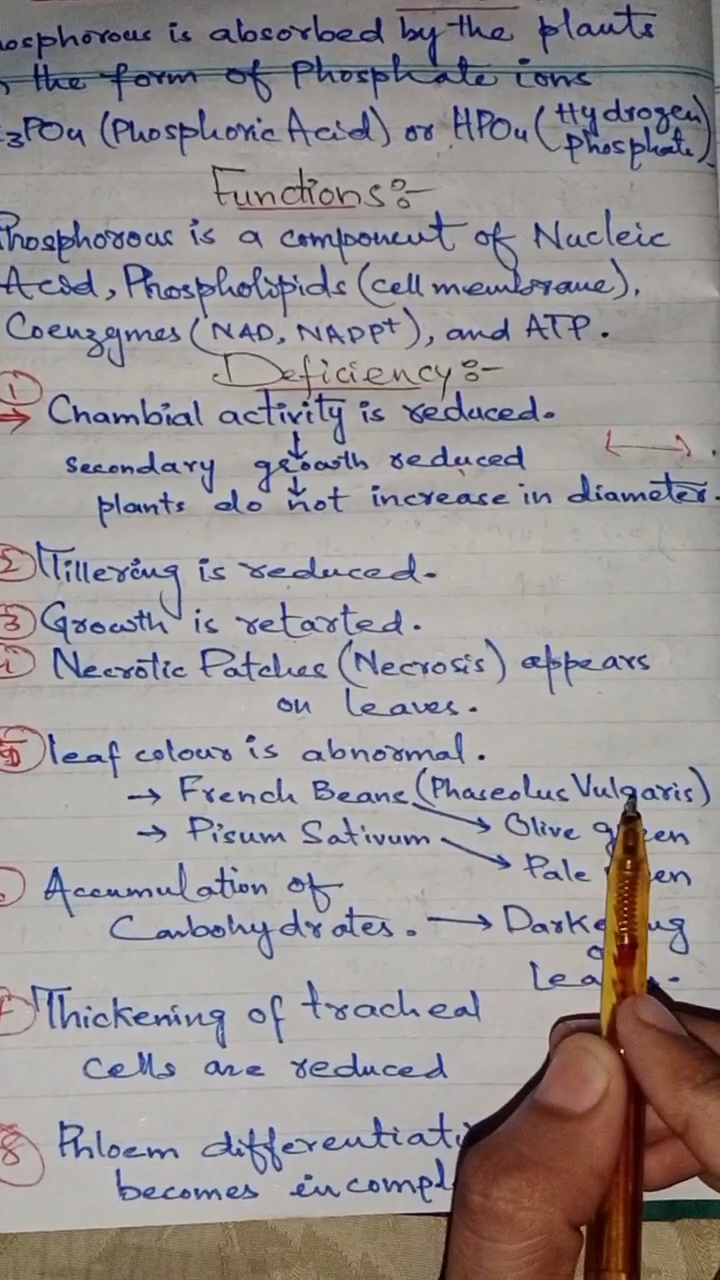 hosphorous is absorbed by the plants
the form of Phosphate ions
3PO4 (Phosphoric Acid) or HPO4 (Hydrogen Phosphate)
Functions:-
Phosphorous is a component of Nucleic
Acid, Phospholipids (cell membrane),
Coenzymes (NAD, NADP+), and ATP.
Deficiency:-
① Chambial activity is reduced.
→ ↓
secondary growth reduced
↓
plants do not increase in diameter.
② Tillering is reduced.
③ Growth is retarted.
④ Necrotic Patches (Necrosis) appears
on leaves.
⑤ leaf colour is abnormal.
→ French Beans (Phaseolus Vulgaris)
→ Olive green
→ Pisum Sativum
→ Pale
Accumulation of
Carbohydrates. →
Thickening of tracheal
cells are reduced
⑧ Phloem differentiati
becomes incompl